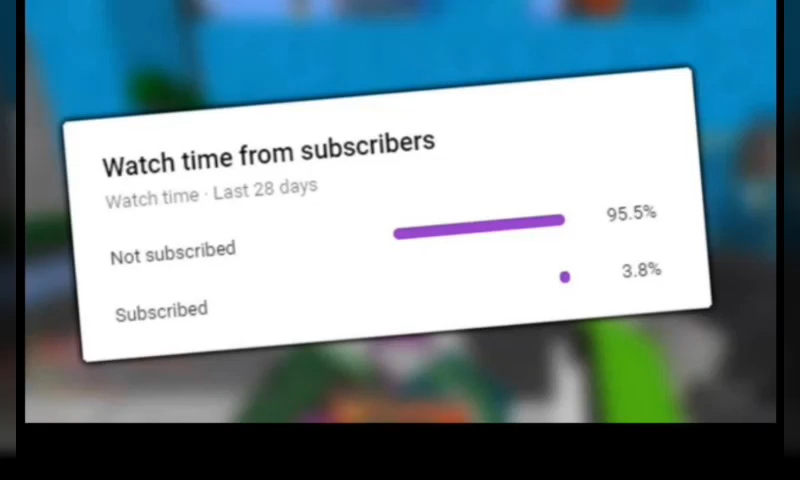 Watch time from subscribers
Watch time · Last 28 days
Not subscribed 95.5%
Subscribed 3.8%